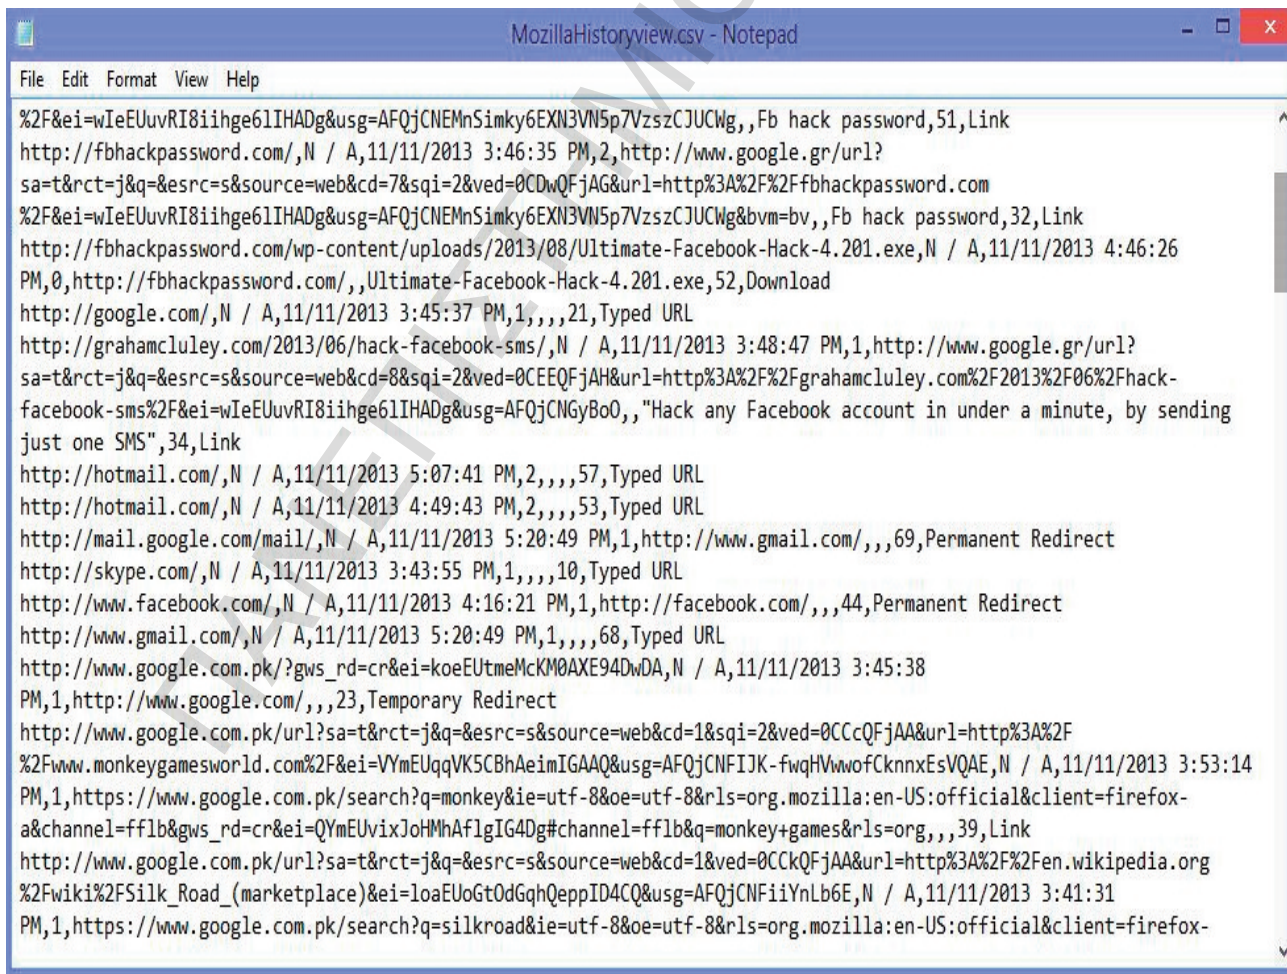 MozillaHistoryview.csv - Notepad
File Edit Format View Help
%2F&ei=wIeEUuvRI8iihge6lIHADg&usg=AFQjCNEMnSimky6EXN3VN5p7VzszCJUCWg,,Fb hack password,51,Link
http://fbhackpassword.com/,N / A,11/11/2013 3:46:35 PM,2,http://www.google.gr/url?
sa=t&rct=j&q=&esrc=s&source=web&cd=7&sqi=2&ved=0CDwQFjAG&url=http%3A%2F%2Ffbhackpassword.com
%2F&ei=wIeEUuvRI8iihge6lIHADg&usg=AFQjCNEMnSimky6EXN3VN5p7VzszCJUCWg&bvm=bv,,Fb hack password,32,Link
http://fbhackpassword.com/wp-content/uploads/2013/08/Ultimate-Facebook-Hack-4.201.exe,N / A,11/11/2013 4:46:26
PM,0,http://fbhackpassword.com/,,Ultimate-Facebook-Hack-4.201.exe,52,Download
http://google.com/,N / A,11/11/2013 3:45:37 PM,1,,,,21,Typed URL
http://grahamcluley.com/2013/06/hack-facebook-sms/,N / A,11/11/2013 3:48:47 PM,1,http://www.google.gr/url?
sa=t&rct=j&q=&esrc=s&source=web&cd=8&sqi=2&ved=0CEEQFjAH&url=http%3A%2F%2Fgrahamcluley.com%2F2013%2F06%2Fhack-
facebook-sms%2F&ei=wIeEUuvRI8iihge6lIHADg&usg=AFQjCNGyBoO,,"Hack any Facebook account in under a minute, by sending
just one SMS",34,Link
http://hotmail.com/,N / A,11/11/2013 5:07:41 PM,2,,,,57,Typed URL
http://hotmail.com/,N / A,11/11/2013 4:49:43 PM,2,,,,53,Typed URL
http://mail.google.com/mail/,N / A,11/11/2013 5:20:49 PM,1,http://www.gmail.com/,,,69,Permanent Redirect
http://skype.com/,N / A,11/11/2013 3:43:55 PM,1,,,,10,Typed URL
http://www.facebook.com/,N / A,11/11/2013 4:16:21 PM,1,http://facebook.com/,,,44,Permanent Redirect
http://www.gmail.com/,N / A,11/11/2013 5:20:49 PM,1,,,,68,Typed URL
http://www.google.com.pk/?gws_rd=cr&ei=koeEUtmeMcKM0AXE94DwDA,N / A,11/11/2013 3:45:38
PM,1,http://www.google.com/,,,23,Temporary Redirect
http://www.google.com.pk/url?sa=t&rct=j&q=&esrc=s&source=web&cd=1&sqi=2&ved=0CCcQFjAA&url=http%3A%2F
%2Fwww.monkeygamesworld.com%2F&ei=VYmEUqqVK5CBhAeimIGAAQ&usg=AFQjCNFIJK-fwqHVwwofCknnxEsVQAE,N / A,11/11/2013 3:53:14
PM,1,https://www.google.com.pk/search?q=monkey&ie=utf-8&oe=utf-8&rls=org.mozilla:en-US:official&client=firefox-
a&channel=fflb&gws_rd=cr&ei=QYmEUvixJoHMhAflgIG4Dg#channel=fflb&q=monkey+games&rls=org,,,39,Link
http://www.google.com.pk/url?sa=t&rct=j&q=&esrc=s&source=web&cd=1&ved=0CCkQFjAA&url=http%3A%2F%2Fen.wikipedia.org
%2Fwiki%2FSilk_Road_(marketplace)&ei=loaEUoGtOdGqhQeppID4CQ&usg=AFQjCNFiiYnLb6E,N / A,11/11/2013 3:41:31
PM,1,https://www.google.com.pk/search?q=silkroad&ie=utf-8&oe=utf-8&rls=org.mozilla:en-US:official&client=firefox-